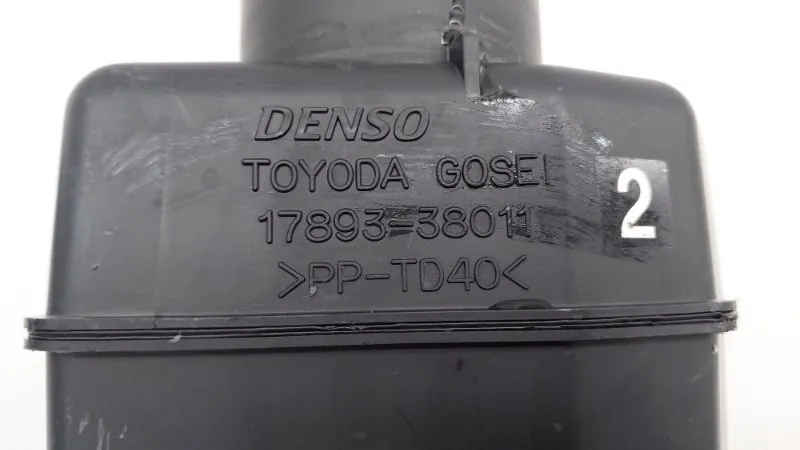 DENSO
TOYODA GOSEI
17893-38011
2
>PP-TD40<